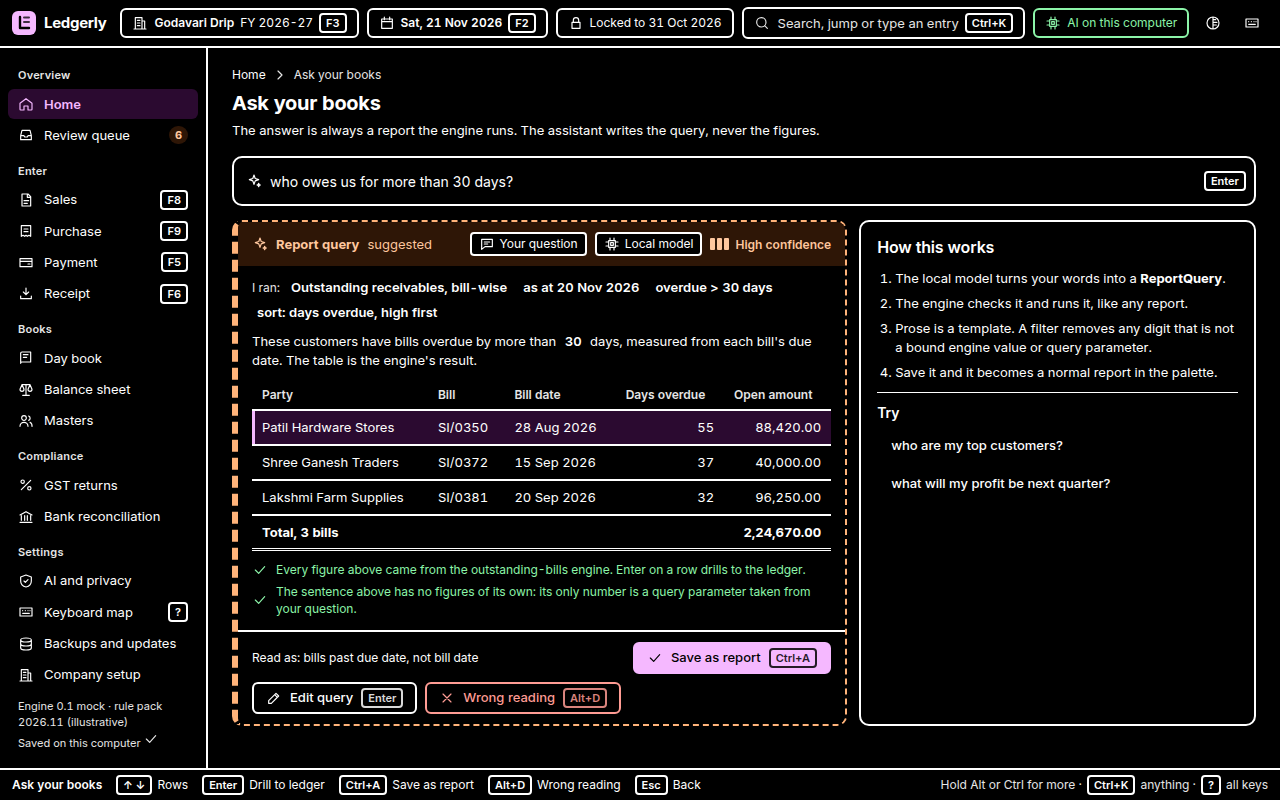 Ledgerly
Godavari Drip FY 2026-27 F3
Sat, 21 Nov 2026 F2
Locked to 31 Oct 2026
Search, jump or type an entry Ctrl+K
AI on this computer
Overview
Home
Review queue 6
Enter
Sales F8
Purchase F9
Payment F5
Receipt F6
Books
Day book
Balance sheet
Masters
Compliance
GST returns
Bank reconciliation
Settings
AI and privacy
Keyboard map ?
Backups and updates
Company setup
Engine 0.1 mock · rule pack
2026.11 (illustrative)
Saved on this computer
Home > Ask your books
Ask your books
The answer is always a report the engine runs. The assistant writes the query, never the figures.
who owes us for more than 30 days? Enter
Report query suggested Your question Local model High confidence
I ran: Outstanding receivables, bill-wise as at 20 Nov 2026 overdue > 30 days
sort: days overdue, high first
These customers have bills overdue by more than 30 days, measured from each bill's due
date. The table is the engine's result.
Party Bill Bill date Days overdue Open amount
Patil Hardware Stores SI/0350 28 Aug 2026 55 88,420.00
Shree Ganesh Traders SI/0372 15 Sep 2026 37 40,000.00
Lakshmi Farm Supplies SI/0381 20 Sep 2026 32 96,250.00
Total, 3 bills 2,24,670.00
Every figure above came from the outstanding-bills engine. Enter on a row drills to the ledger.
The sentence above has no figures of its own: its only number is a query parameter taken from
your question.
Read as: bills past due date, not bill date
Save as report Ctrl+A
Edit query Enter
Wrong reading Alt+D
How this works
1. The local model turns your words into a ReportQuery.
2. The engine checks it and runs it, like any report.
3. Prose is a template. A filter removes any digit that is not
a bound engine value or query parameter.
4. Save it and it becomes a normal report in the palette.
Try
who are my top customers?
what will my profit be next quarter?
Ask your books ↑↓ Rows Enter Drill to ledger Ctrl+A Save as report Alt+D Wrong reading Esc Back
Hold Alt or Ctrl for more · Ctrl+K anything · ? all keys